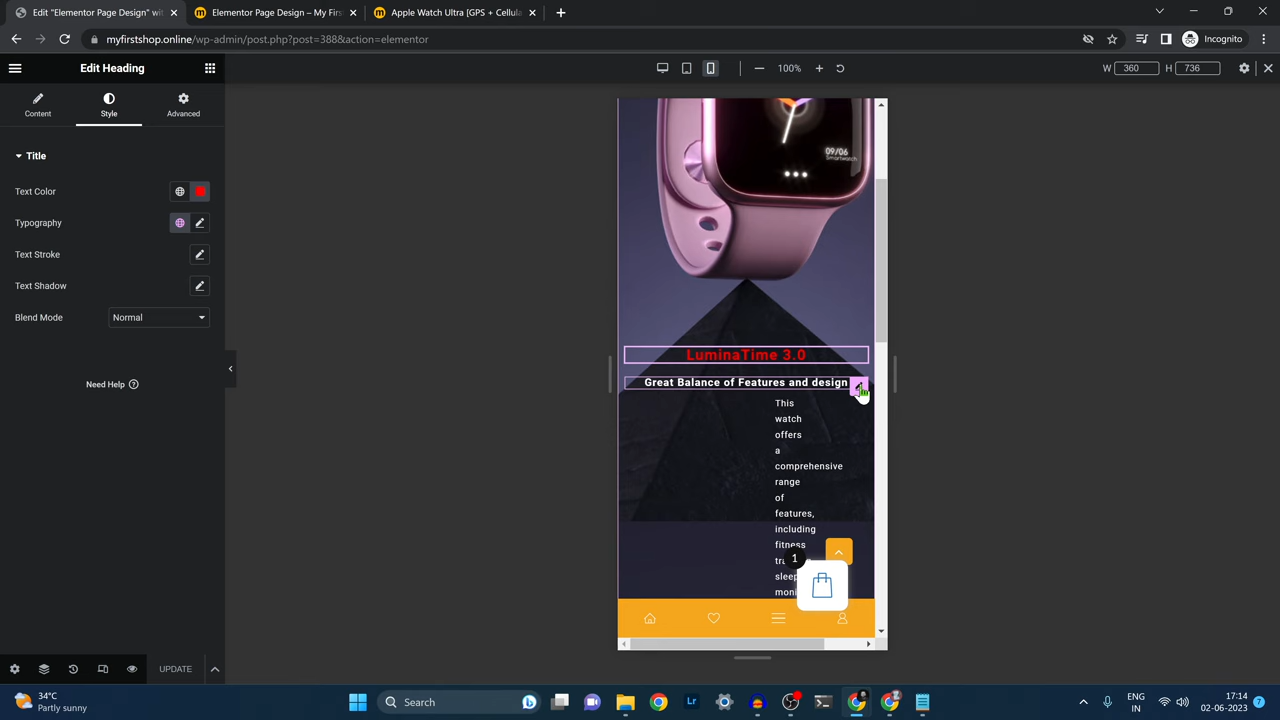 Edit "Elementor Page Design" wit
Elementor Page Design – My Firs
Apple Watch Ultra [GPS + Cellula
myfirstshop.online/wp-admin/post.php?post=388&action=elementor
Incognito
Edit Heading
100%
W 360 H 736
Content
Style
Advanced
Title
Text Color
Typography
Text Stroke
Text Shadow
Blend Mode
Normal
Need Help
09/06
Smartwatch
LuminaTime 3.0
Great Balance of Features and design
This
watch
offers
a
comprehensive
range
of
features,
including
fitness
sleep
moni
1
UPDATE
34°C
Partly sunny
Search
ENG
IN
17:14
02-06-2023
7